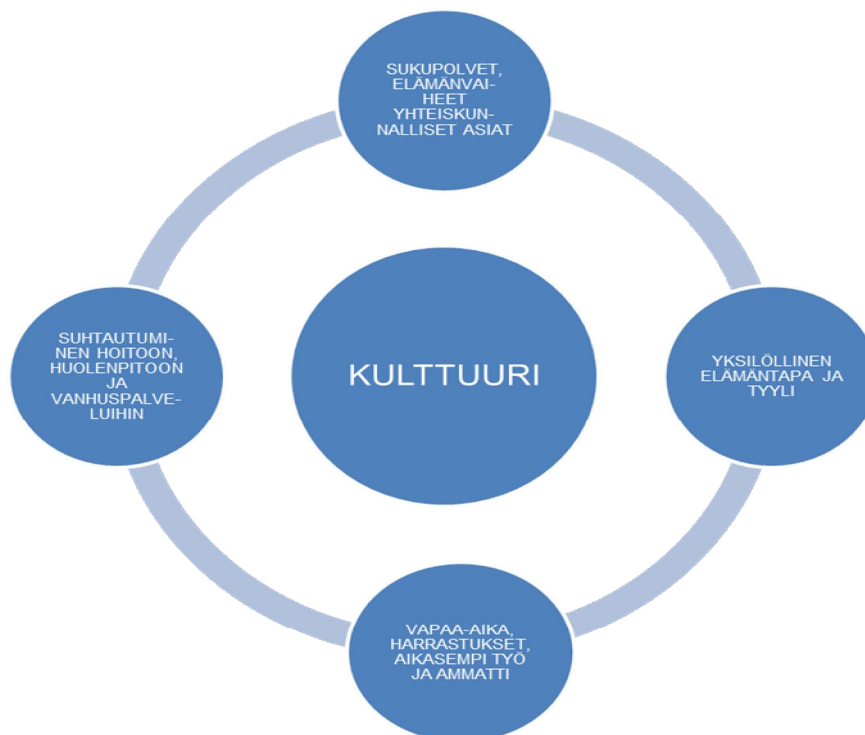 SUKUPOLVET,
ELÄMÄNVAI-
HEET
YHTEISKUN-
NALLISET ASIAT
SUHTAUTUMI-
NEN HOITOON,
HUOLENPITOON
JA
VANHUSPALVE-
LUIHIN
KULTTUURI
YKSILÖLLINEN
ELÄMÄNTAPA JA
TYYLI
VAPAA-AIKA,
HARRASTUKSET,
AIKASEMPI TYÖ
JA AMMATTI